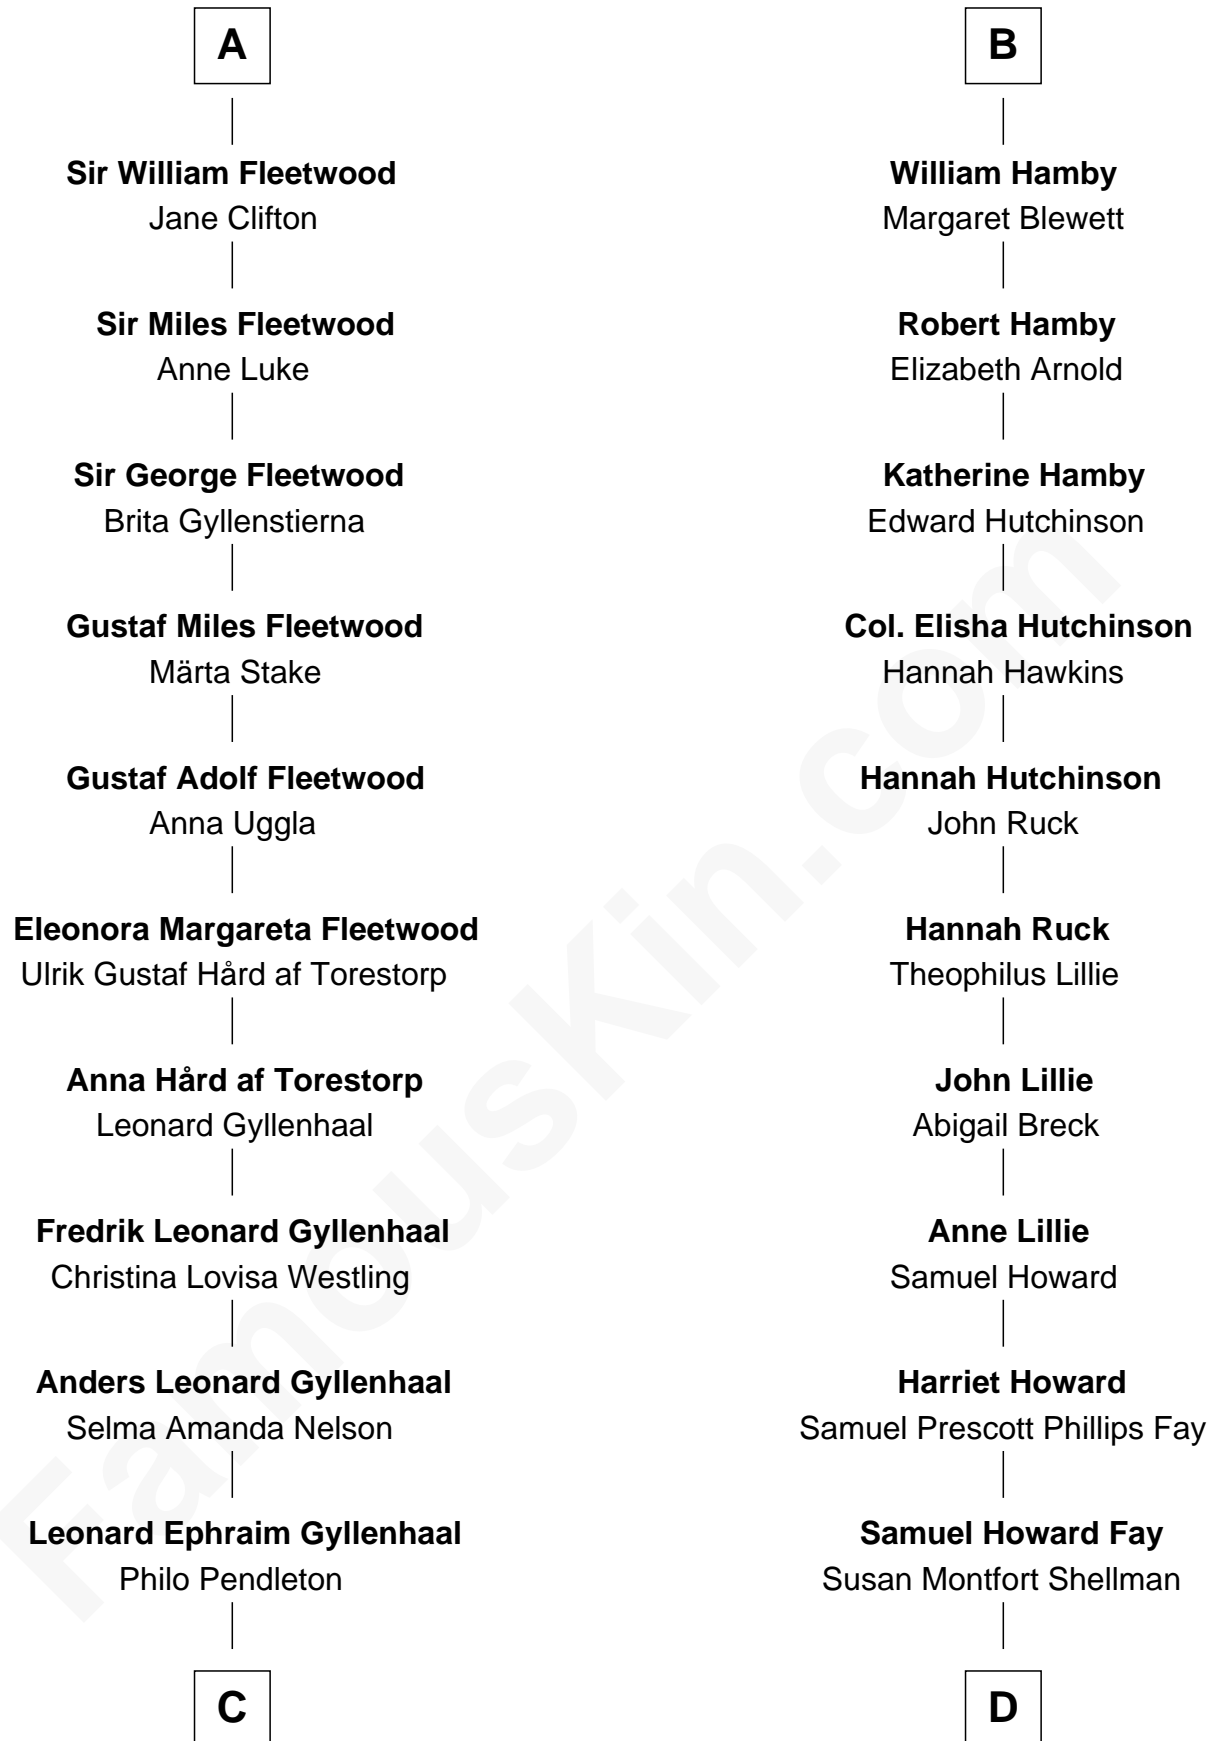 A
Sir William Fleetwood
Jane Clifton
Sir Miles Fleetwood
Anne Luke
Sir George Fleetwood
Brita Gyllenstierna
Gustaf Miles Fleetwood
Märta Stake
Gustaf Adolf Fleetwood
Anna Uggla
Eleonora Margareta Fleetwood
Ulrik Gustaf Hård af Torestorp
Anna Hård af Torestorp
Leonard Gyllenhaal
Fredrik Leonard Gyllenhaal
Christina Lovisa Westling
Anders Leonard Gyllenhaal
Selma Amanda Nelson
Leonard Ephraim Gyllenhaal
Philo Pendleton
C
B
William Hamby
Margaret Blewett
Robert Hamby
Elizabeth Arnold
Katherine Hamby
Edward Hutchinson
Col. Elisha Hutchinson
Hannah Hawkins
Hannah Hutchinson
John Ruck
Hannah Ruck
Theophilus Lillie
John Lillie
Abigail Breck
Anne Lillie
Samuel Howard
Harriet Howard
Samuel Prescott Phillips Fay
Samuel Howard Fay
Susan Montfort Shellman
D
FamousKin.com